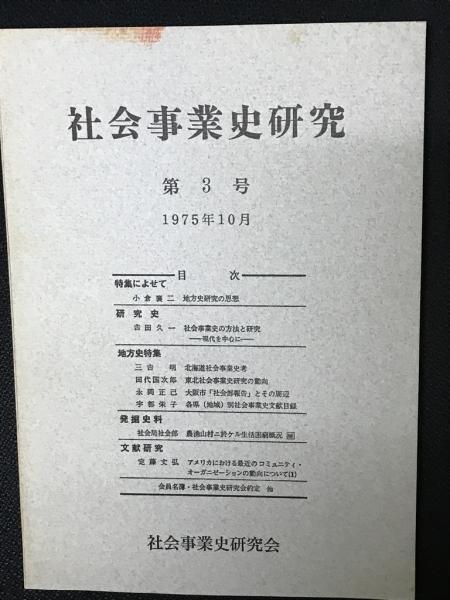 社会事業史研究
第 3 号
1975年10月
目 次
特集によせて
小倉襄二 地方史研究の思想
研究史
吉田久一 社会事業史の方法と研究
―現代を中心に―
地方史特集
三吉明 北海道社会事業史考
田代国次郎 東北社会事業史研究の動向
永岡正己 大阪市「社会部報告」とその周辺
宇都栄子 各県（地域）別社会事業史文献目録
発掘史料
社会局社会部 農漁山村ニ於ケル生活困窮概況
文献研究
定藤丈弘 アメリカにおける最近のコミュニティ・
オーガニゼーションの動向について(1)
会員名簿・社会事業史研究会約定 他
社会事業史研究会